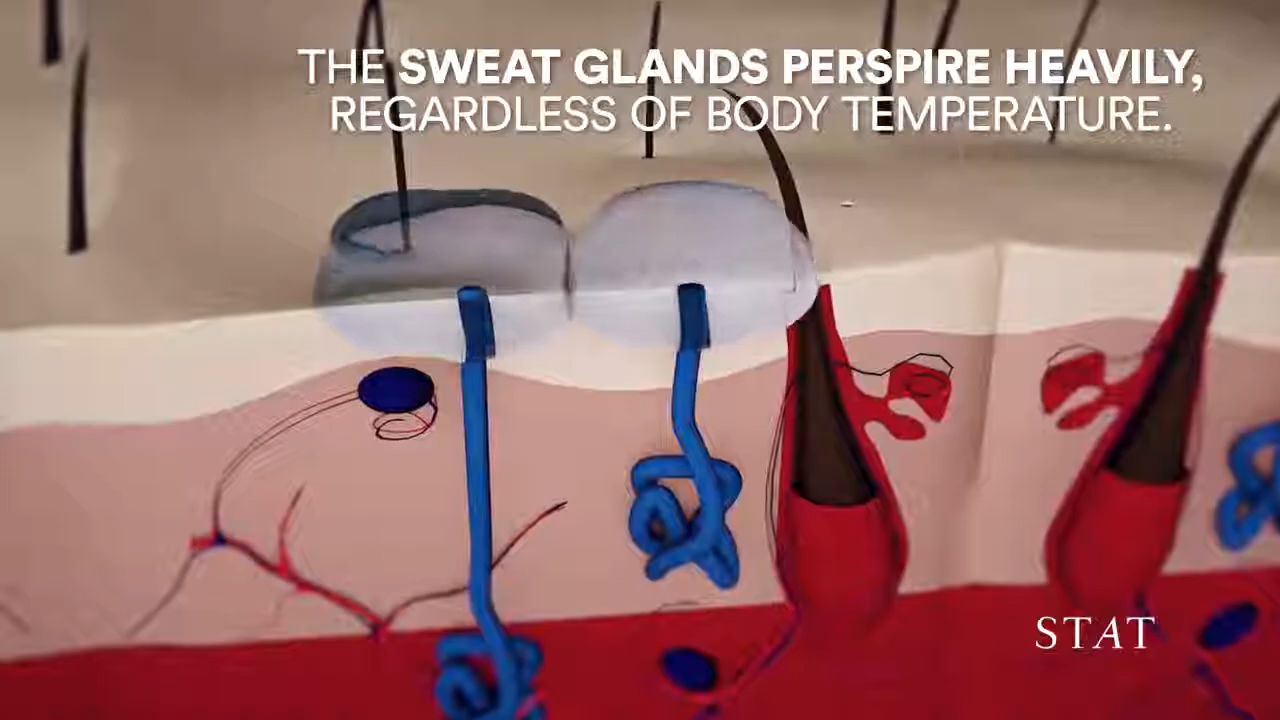 THE SWEAT GLANDS PERSPIRE HEAVILY,
REGARDLESS OF BODY TEMPERATURE.
STAT